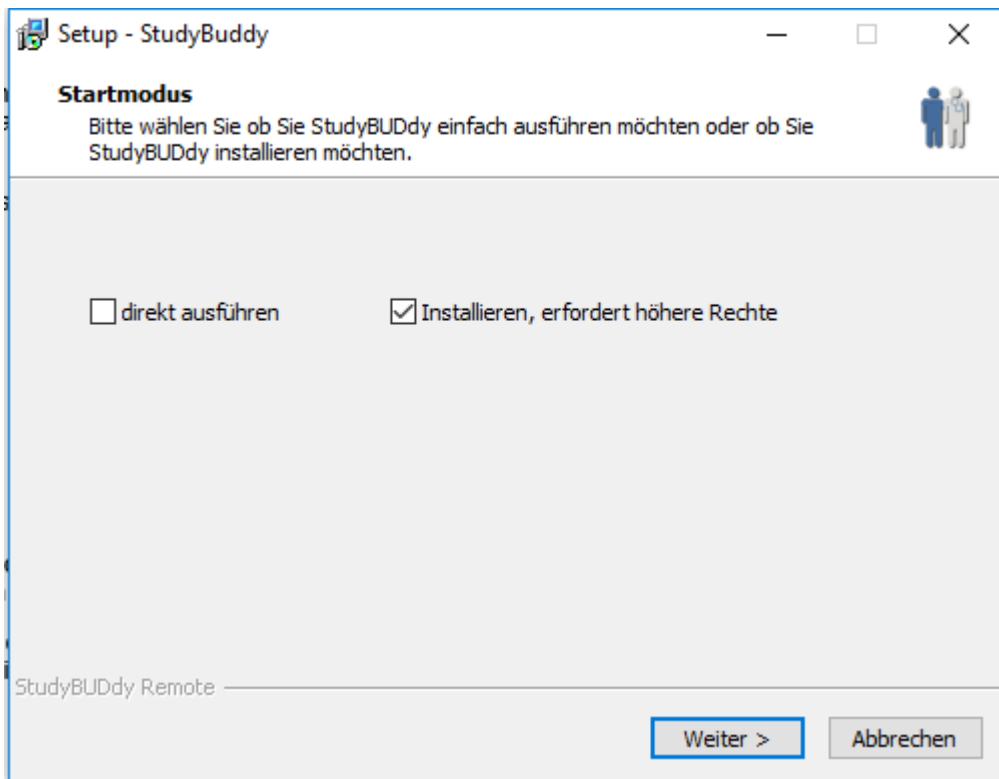 Setup - StudyBuddy
Startmodus
Bitte wählen Sie ob Sie StudyBUDdy einfach ausführen möchten oder ob Sie
StudyBUDdy installieren möchten.
direkt ausführen
Installieren, erfordert höhere Rechte
StudyBUDdy Remote
Weiter >
Abbrechen